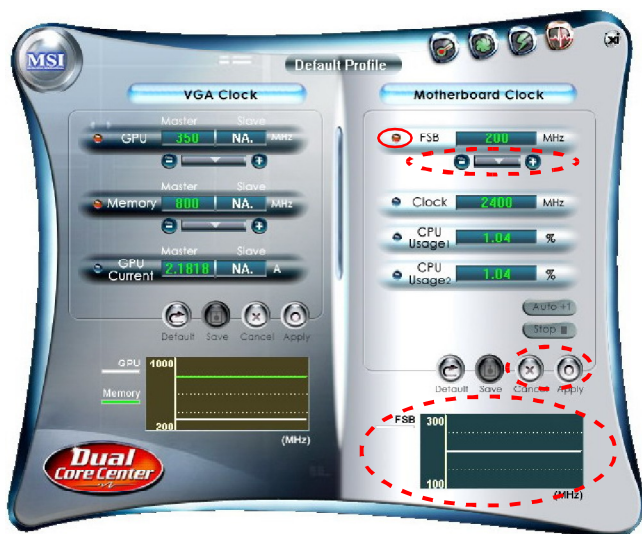 MSI
Default Profile
VGA Clock
Master Slave
GPU 350 NA. MHz
Master Slave
Memory 800 NA. MHz
Master Slave
GPU Current 2.1818 NA. A
Default Save Cancel Apply
GPU
Memory
1000
200
(MHz)
Dual
Core Center
Motherboard Clock
FSB 200 MHz
Clock 2400 MHz
CPU Usage1 1.04 %
CPU Usage2 1.04 %
Auto +1
Stop
Default Save Cancel Apply
FSB
300
100
(MHz)